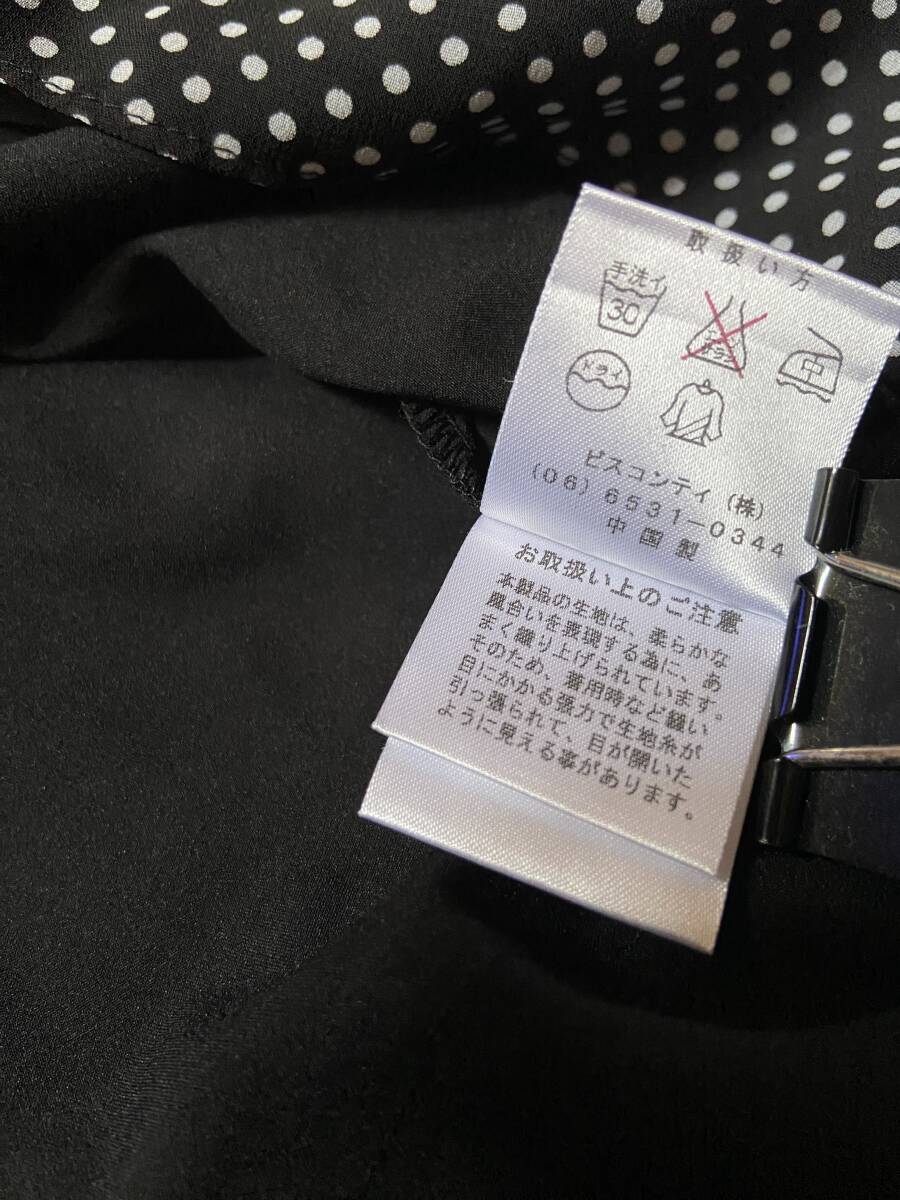 取扱い方
手洗イ
30
エンソ
サラシ
中
ドライ
ビスコンティ(株)
(06)6531-0344
中国製
お取扱い上のご注意
本製品の生地は、柔らかな
風合いを表現する為に、あ
まく織り上げられています。
そのため、着用時など縫い
目にかかる張力で生地糸が
引っ張られて、目が開いた
ように見える事があります。